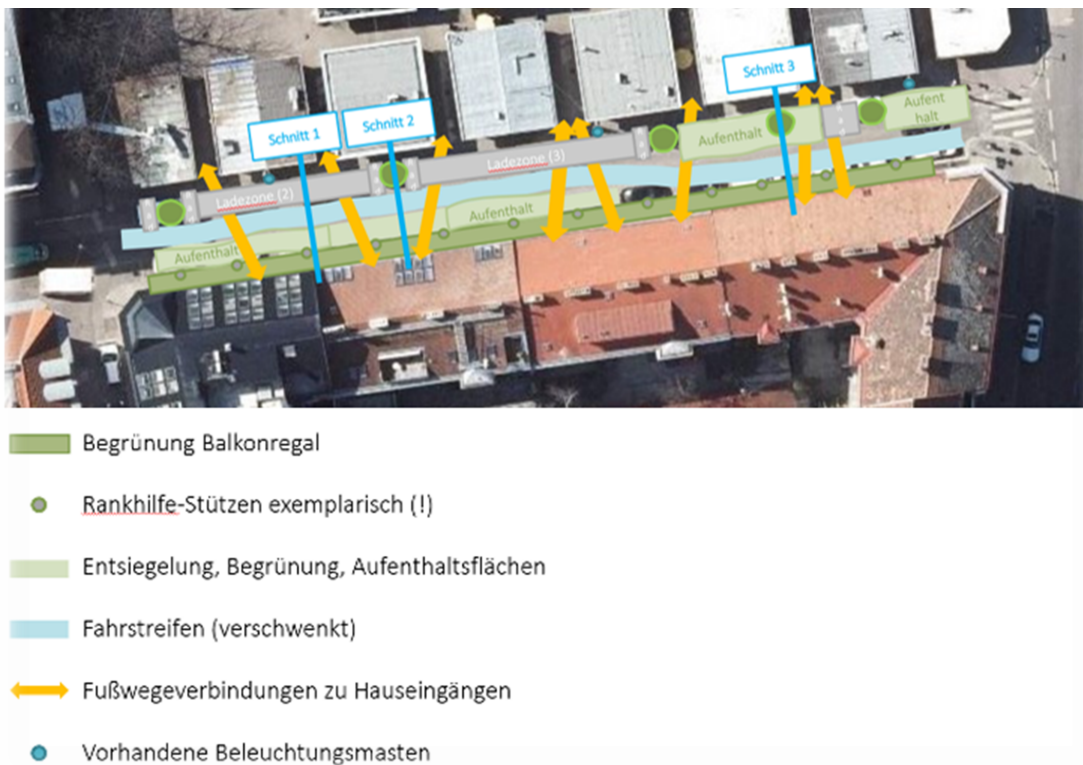 Schnitt 3
Aufent
halt
Schnitt 1
Schnitt 2
Aufenthalt
Ladezone (3)
Ladezone (2)
Aufenthalt
Aufenthalt
Begrünung Balkonregal
Rankhilfe-Stützen exemplarisch (!)
Entsiegelung, Begrünung, Aufenthaltsflächen
Fahrstreifen (verschwenkt)
Fußwegeverbindungen zu Hauseingängen
Vorhandene Beleuchtungsmasten